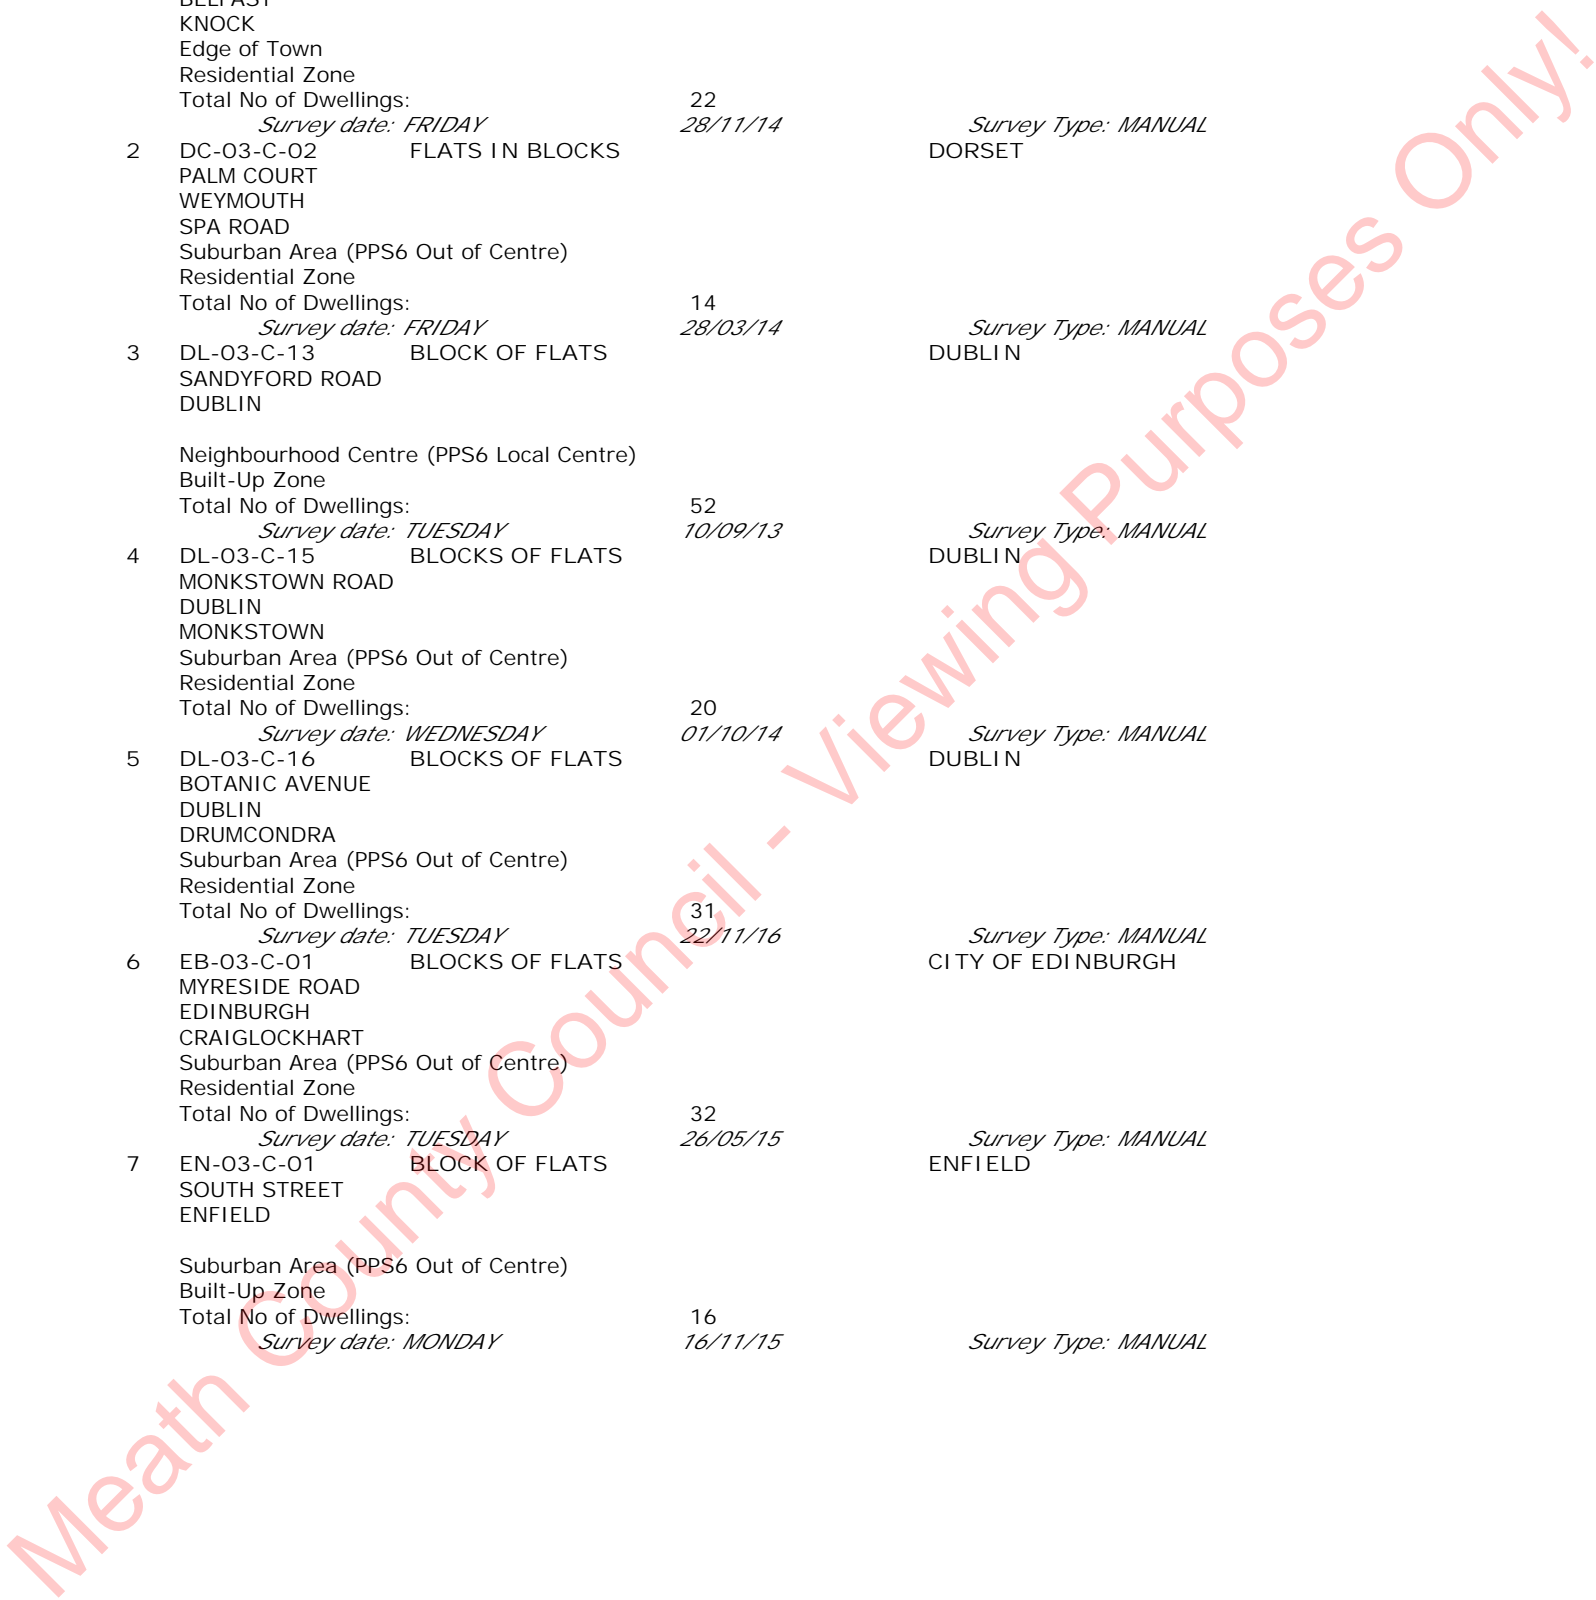 BELFAST
KNOCK
Edge of Town
Residential Zone
Total No of Dwellings: 22
Survey date: FRIDAY 28/11/14 Survey Type: MANUAL
2 DC-03-C-02 FLATS IN BLOCKS DORSET
PALM COURT
WEYMOUTH
SPA ROAD
Suburban Area (PPS6 Out of Centre)
Residential Zone
Total No of Dwellings: 14
Survey date: FRIDAY 28/03/14 Survey Type: MANUAL
3 DL-03-C-13 BLOCK OF FLATS DUBLIN
SANDYFORD ROAD
DUBLIN
Neighbourhood Centre (PPS6 Local Centre)
Built-Up Zone
Total No of Dwellings: 52
Survey date: TUESDAY 10/09/13 Survey Type: MANUAL
4 DL-03-C-15 BLOCKS OF FLATS DUBLIN
MONKSTOWN ROAD
DUBLIN
MONKSTOWN
Suburban Area (PPS6 Out of Centre)
Residential Zone
Total No of Dwellings: 20
Survey date: WEDNESDAY 01/10/14 Survey Type: MANUAL
5 DL-03-C-16 BLOCKS OF FLATS DUBLIN
BOTANIC AVENUE
DUBLIN
DRUMCONDRA
Suburban Area (PPS6 Out of Centre)
Residential Zone
Total No of Dwellings: 31
Survey date: TUESDAY 22/11/16 Survey Type: MANUAL
6 EB-03-C-01 BLOCKS OF FLATS CITY OF EDINBURGH
MYRESIDE ROAD
EDINBURGH
CRAIGLOCKHART
Suburban Area (PPS6 Out of Centre)
Residential Zone
Total No of Dwellings: 32
Survey date: TUESDAY 26/05/15 Survey Type: MANUAL
7 EN-03-C-01 BLOCK OF FLATS ENFIELD
SOUTH STREET
ENFIELD
Suburban Area (PPS6 Out of Centre)
Built-Up Zone
Total No of Dwellings: 16
Survey date: MONDAY 16/11/15 Survey Type: MANUAL
Meath County Council - Viewing Purposes Only!